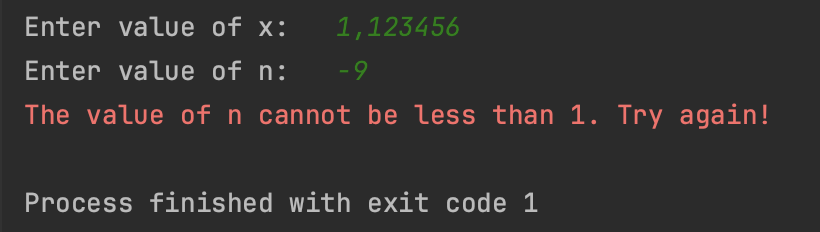 Enter value of x: 1,123456
Enter value of n: -9
The value of n cannot be less than 1. Try again!
Process finished with exit code 1